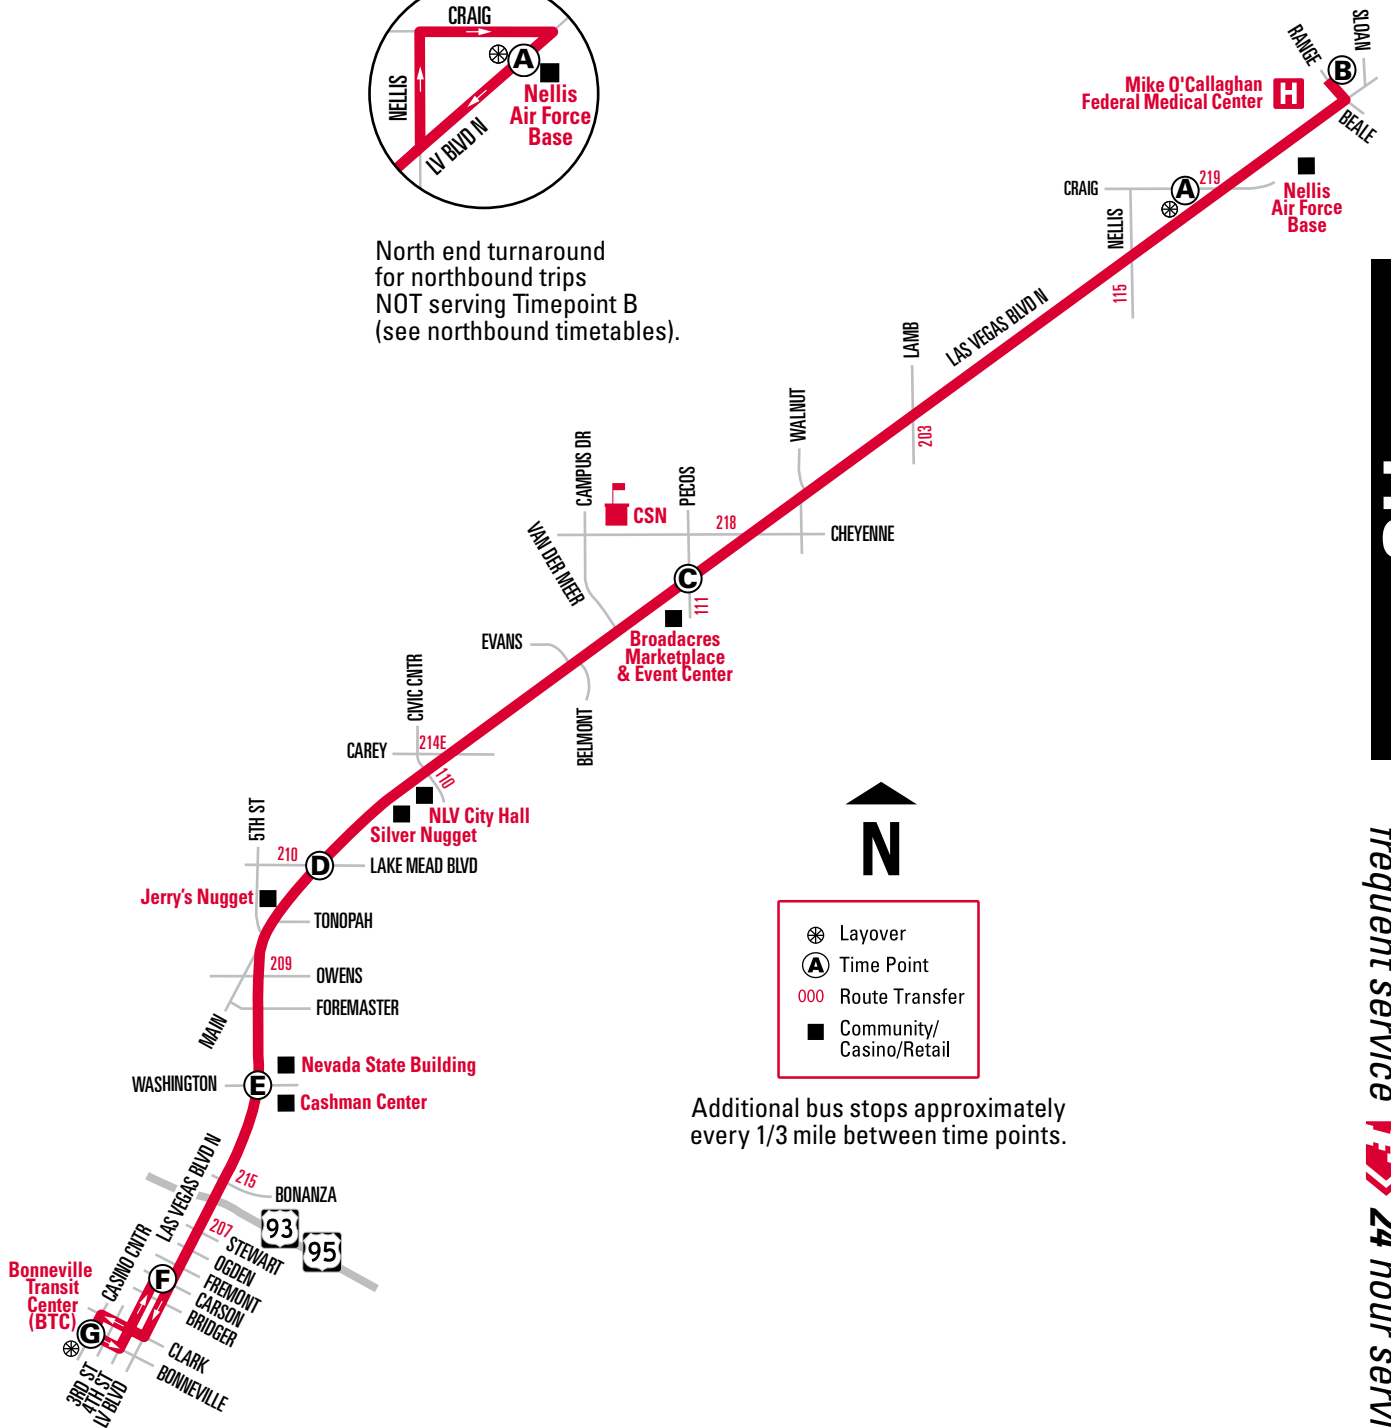 CRAIG
NELLIS
A
Nellis
Air Force
Base
LV BLVD N
North end turnaround
for northbound trips
NOT serving Timepoint B
(see northbound timetables).
SLOAN
RANGE
B
Mike O'Callaghan
Federal Medical Center
H
BEALE
CRAIG
A
219
Nellis
Air Force
Base
NELLIS
115
LAS VEGAS BLVD N
LAMB
203
WALNUT
CAMPUS DR
PECOS
CSN
218
CHEYENNE
VAN DER MEER
C
111
Broadacres
Marketplace
& Event Center
EVANS
BELMONT
CIVIC CNTR
CAREY
214E
110
NLV City Hall
Silver Nugget
5TH ST
210
D
LAKE MEAD BLVD
Jerry's Nugget
TONOPAH
209
OWENS
FOREMASTER
MAIN
Nevada State Building
WASHINGTON
E
Cashman Center
LAS VEGAS BLVD N
215
BONANZA
93
95
207
STEWART
OGDEN
FREMONT
CARSON
BRIDGER
CASINO CNTR
F
Bonneville
Transit
Center
(BTC)
G
CLARK
BONNEVILLE
3RD ST
4TH ST
LV BLVD
N
Layover
A Time Point
000 Route Transfer
Community/
Casino/Retail
Additional bus stops approximately
every 1/3 mile between time points.
frequent service 24 hour servi